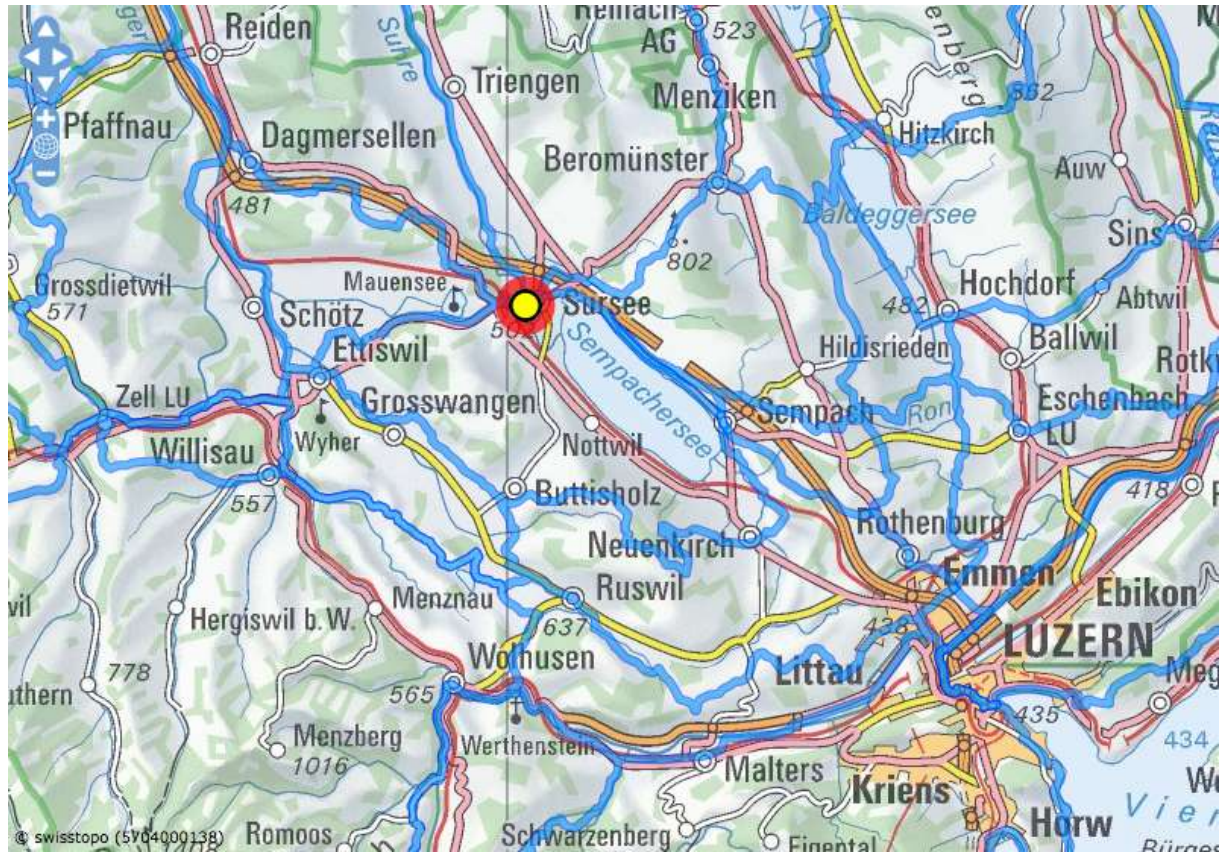 Reiden
Suhre
Reinach
AG
523
Triengen
Menziken
Hitzkirch
Pfaffnau
Dagmersellen
Beromünster
Auw
481
Baldeggersee
Sins
802
Mauensee
Grossdietwil
571
Hochdorf
Abtwil
Schötz
Sursee
482
Ballwil
Ettiswil
Sempachersee
Hildisrieden
Zell LU
Grosswangen
Sempach
Ron
Eschenbach
LU
Wyher
Nottwil
Willisau
557
Buttisholz
418
Rothenburg
Neuenkirch
Emmen
Ebikon
Ruswil
Menznau
Hergiswil b. W.
637
LUZERN
Wolhusen
Littau
778
565
435
Menzberg
1016
Werthenstein
434
Malters
Kriens
Horw
© swisstopo (5704000138)
Romoos
Schwarzenberg
Eigental